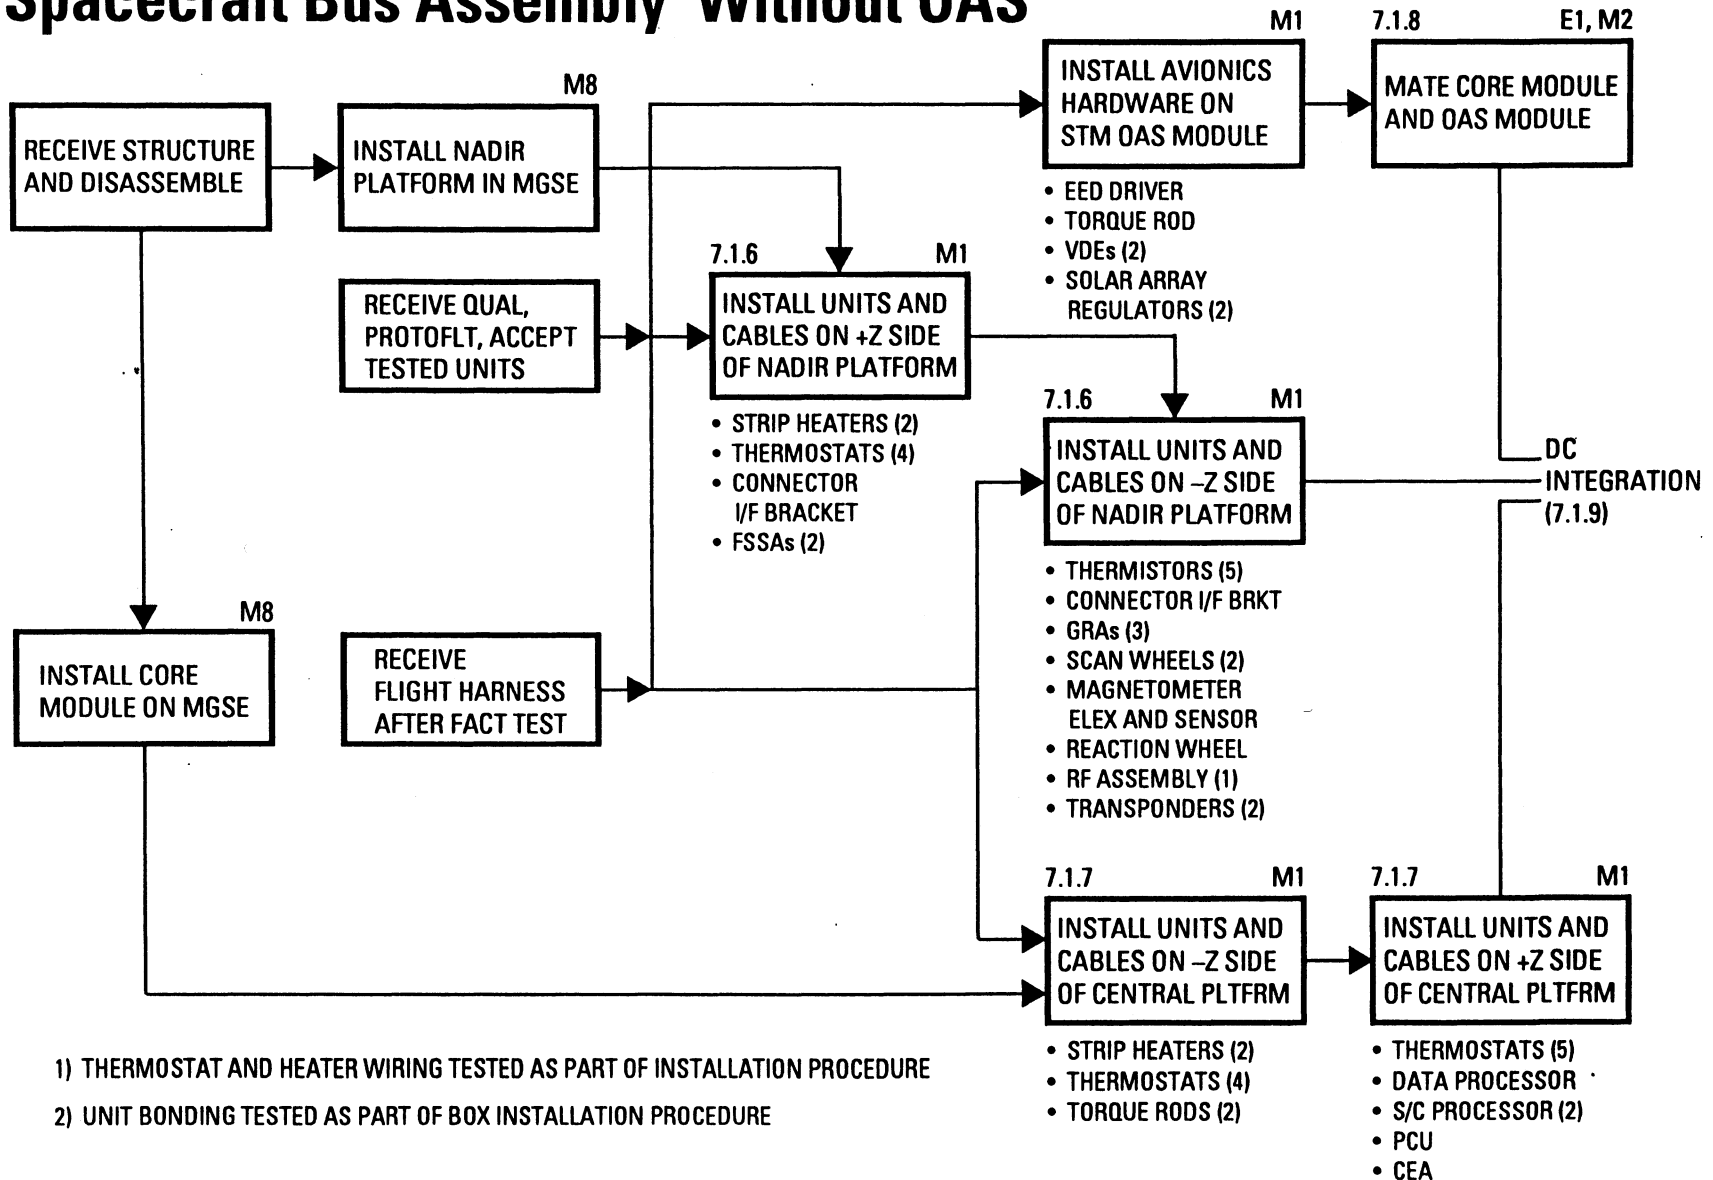 Spacecraft Bus Assembly Without OAS
M8
RECEIVE STRUCTURE
AND DISASSEMBLE
INSTALL NADIR
PLATFORM IN MGSE
M1
INSTALL AVIONICS
HARDWARE ON
STM OAS MODULE
• EED DRIVER
• TORQUE ROD
• VDEs (2)
• SOLAR ARRAY
REGULATORS (2)
7.1.8 E1, M2
MATE CORE MODULE
AND OAS MODULE
RECEIVE QUAL,
PROTOFLT, ACCEPT
TESTED UNITS
7.1.6 M1
INSTALL UNITS AND
CABLES ON +Z SIDE
OF NADIR PLATFORM
• STRIP HEATERS (2)
• THERMOSTATS (4)
• CONNECTOR
I/F BRACKET
• FSSAs (2)
7.1.6 M1
INSTALL UNITS AND
CABLES ON –Z SIDE
OF NADIR PLATFORM
• THERMISTORS (5)
• CONNECTOR I/F BRKT
• GRAs (3)
• SCAN WHEELS (2)
• MAGNETOMETER
ELEX AND SENSOR
• REACTION WHEEL
• RF ASSEMBLY (1)
• TRANSPONDERS (2)
DC
INTEGRATION
(7.1.9)
M8
INSTALL CORE
MODULE ON MGSE
RECEIVE
FLIGHT HARNESS
AFTER FACT TEST
7.1.7 M1
INSTALL UNITS AND
CABLES ON –Z SIDE
OF CENTRAL PLTFRM
• STRIP HEATERS (2)
• THERMOSTATS (4)
• TORQUE RODS (2)
7.1.7 M1
INSTALL UNITS AND
CABLES ON +Z SIDE
OF CENTRAL PLTFRM
• THERMOSTATS (5)
• DATA PROCESSOR
• S/C PROCESSOR (2)
• PCU
• CEA
1) THERMOSTAT AND HEATER WIRING TESTED AS PART OF INSTALLATION PROCEDURE
2) UNIT BONDING TESTED AS PART OF BOX INSTALLATION PROCEDURE